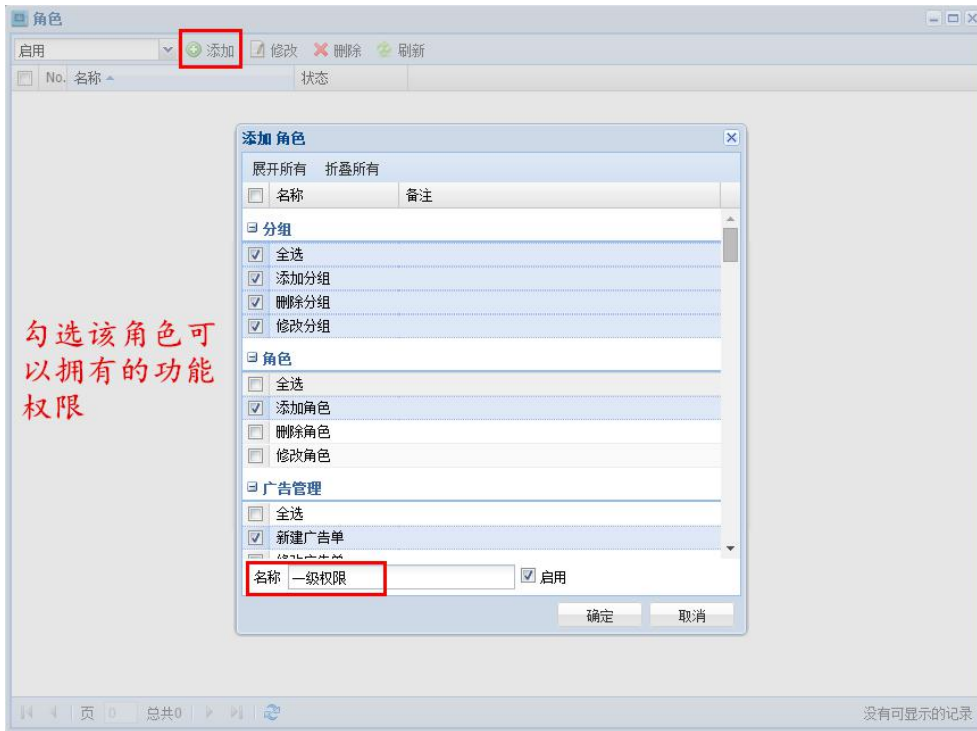 角色
启用 添加 修改 删除 刷新
No. 名称 状态
添加 角色
展开所有 折叠所有
名称 备注
分组
全选
添加分组
删除分组
修改分组
角色
全选
添加角色
删除角色
修改角色
广告管理
全选
新建广告单
勾选该角色可
以拥有的功能
权限
名称 一级权限 启用
确定 取消
页 0 总共0 没有可显示的记录